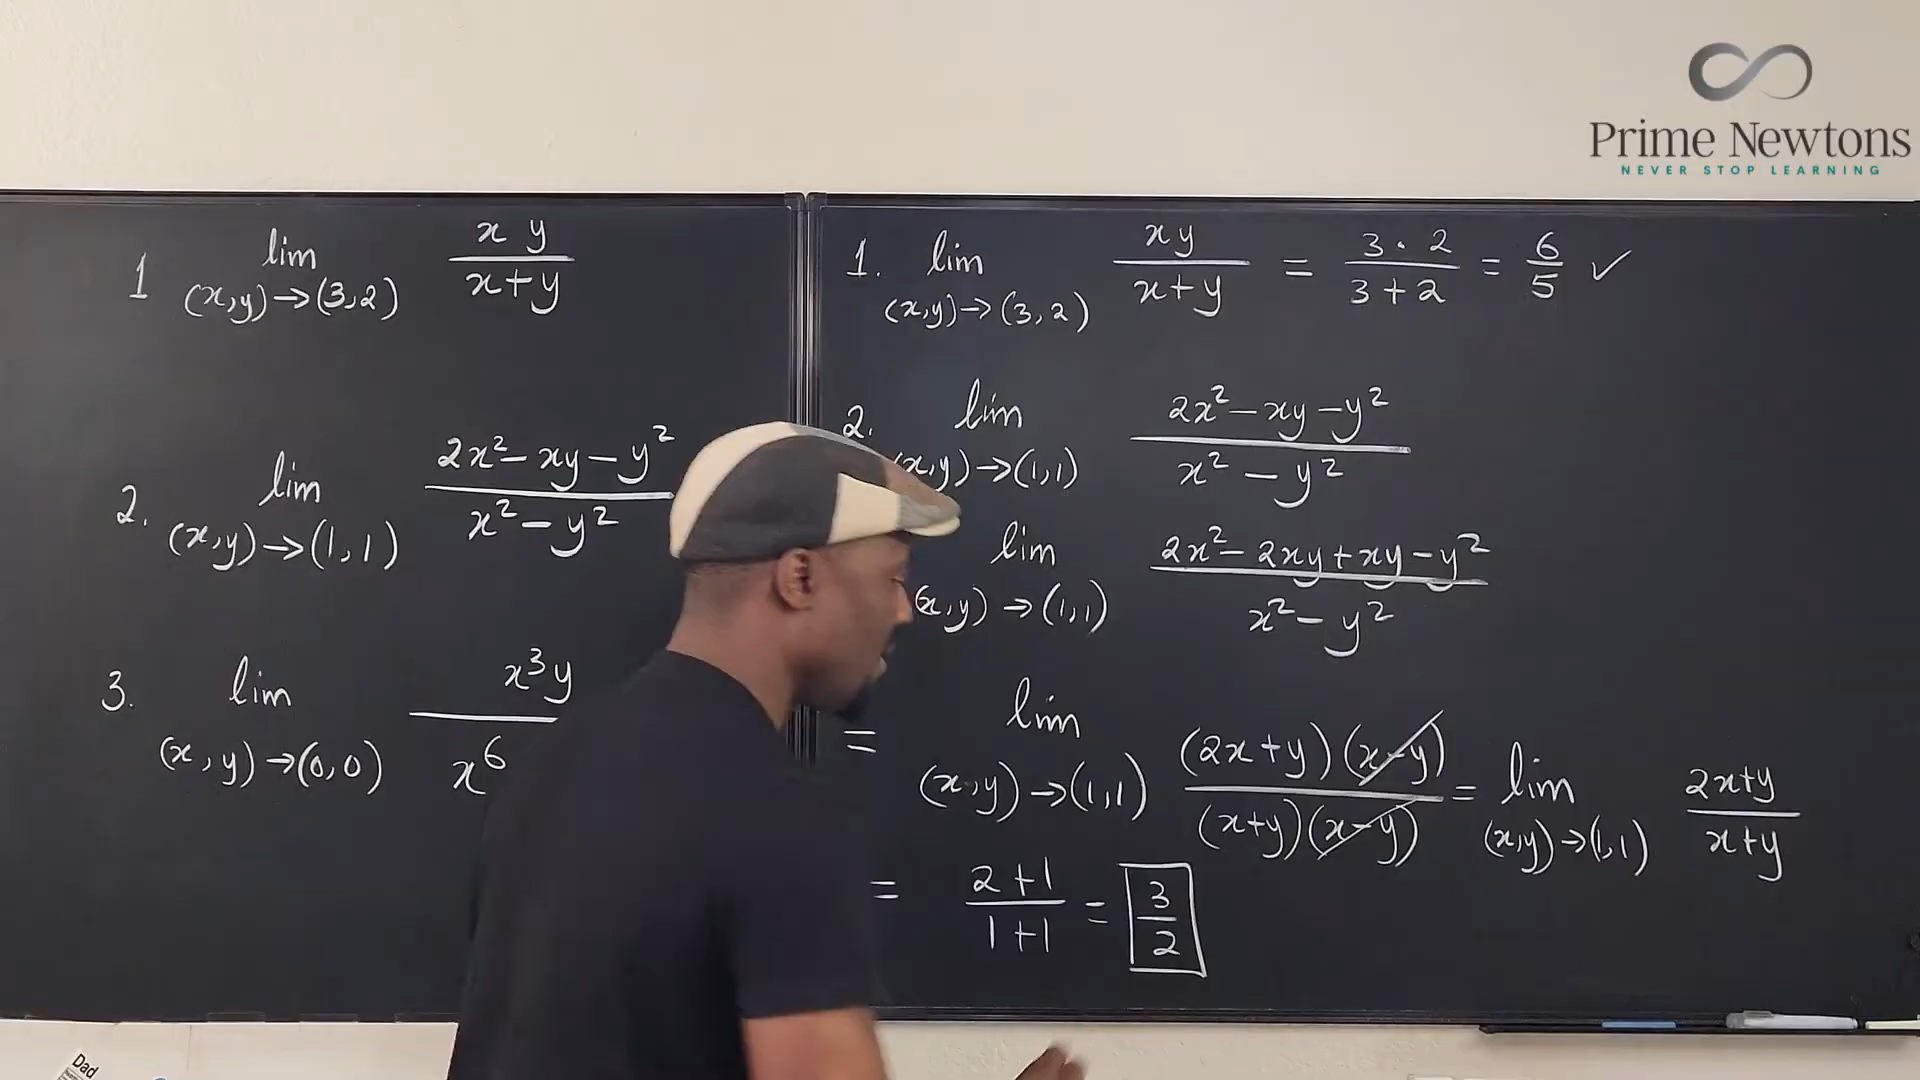 Prime Newtons
NEVER STOP LEARNING
1 lim (x,y)→(3,2) xy/x+y
2. lim (x,y)→(1,1) 2x²-xy-y²/x²-y²
3. lim (x,y)→(0,0) x³y/x⁶
1. lim (x,y)→(3,2) xy/x+y = 3·2/3+2 = 6/5 ✓
2. lim (x,y)→(1,1) 2x²-xy-y²/x²-y²
lim (x,y)→(1,1) 2x²-2xy+xy-y²/x²-y²
= lim (x,y)→(1,1) (2x+y)(x-y)/(x+y)(x-y) = lim (x,y)→(1,1) 2x+y/x+y
= 2+1/1+1 = 3/2
Dad